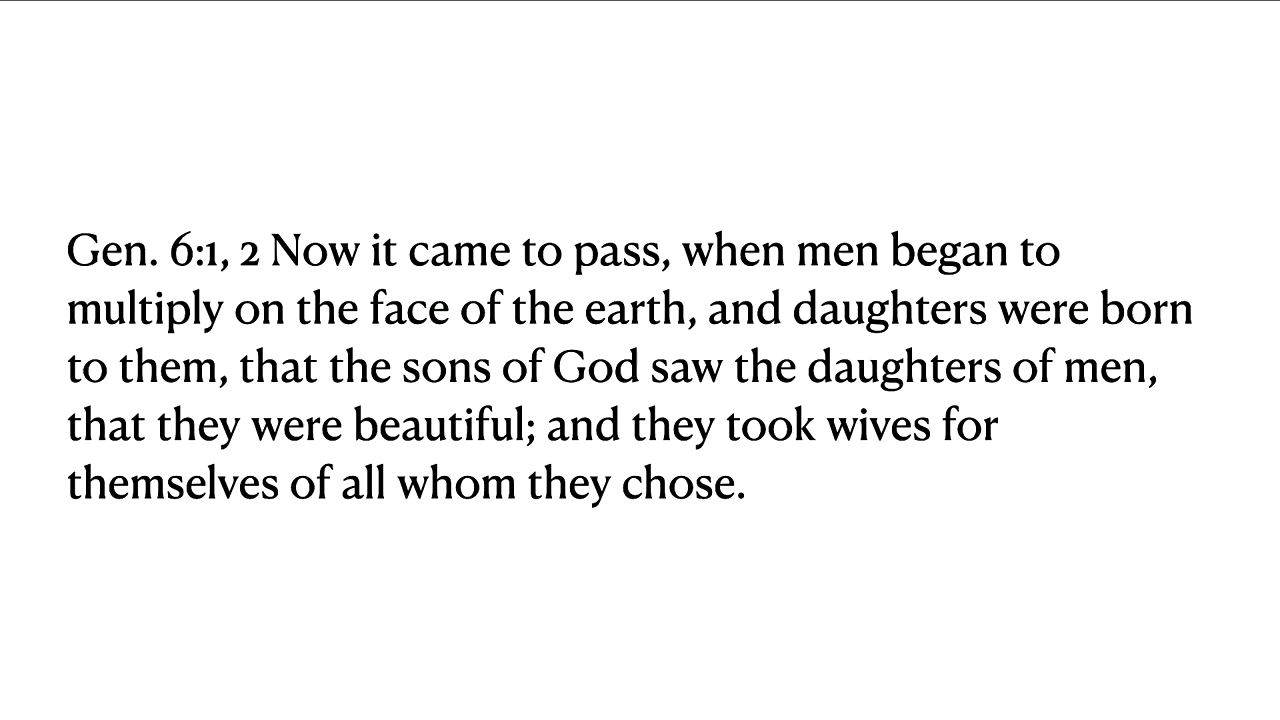 Gen. 6:1, 2 Now it came to pass, when men began to
multiply on the face of the earth, and daughters were born
to them, that the sons of God saw the daughters of men,
that they were beautiful; and they took wives for
themselves of all whom they chose.